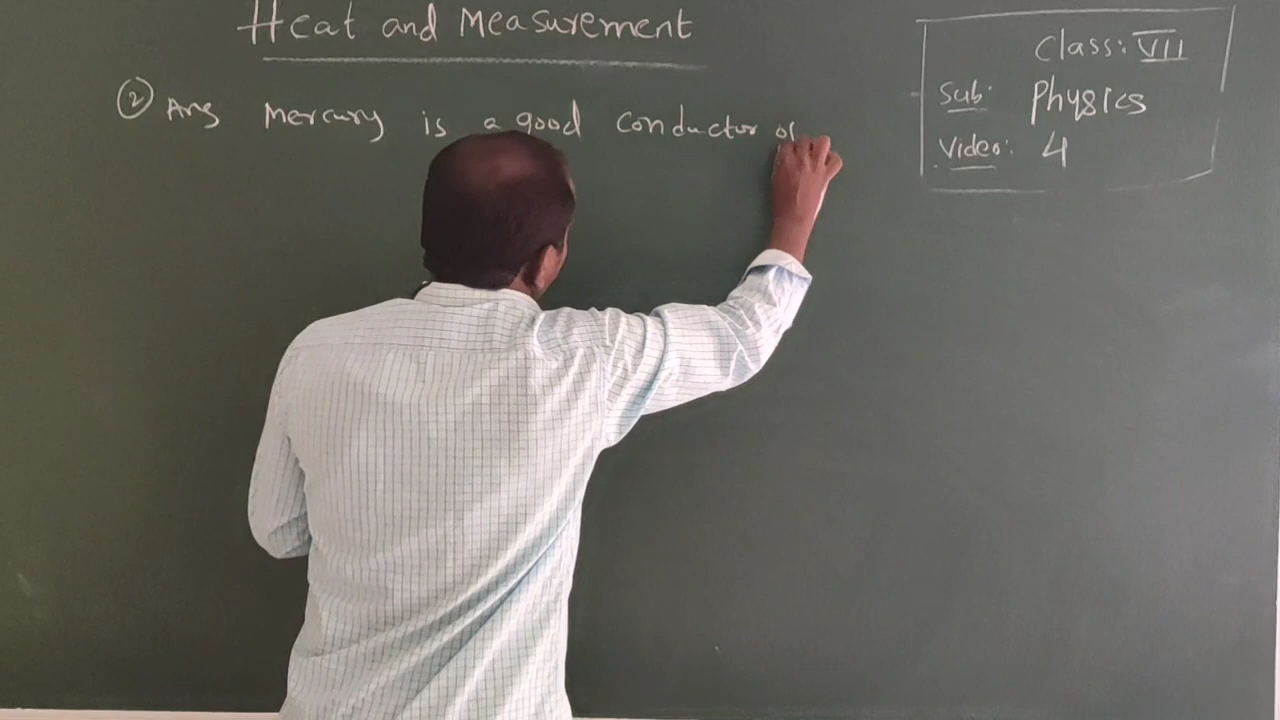 Heat and Measurement
② Ans Mercury is a good conductor of
Class: VII
Sub: Physics
Video: 4